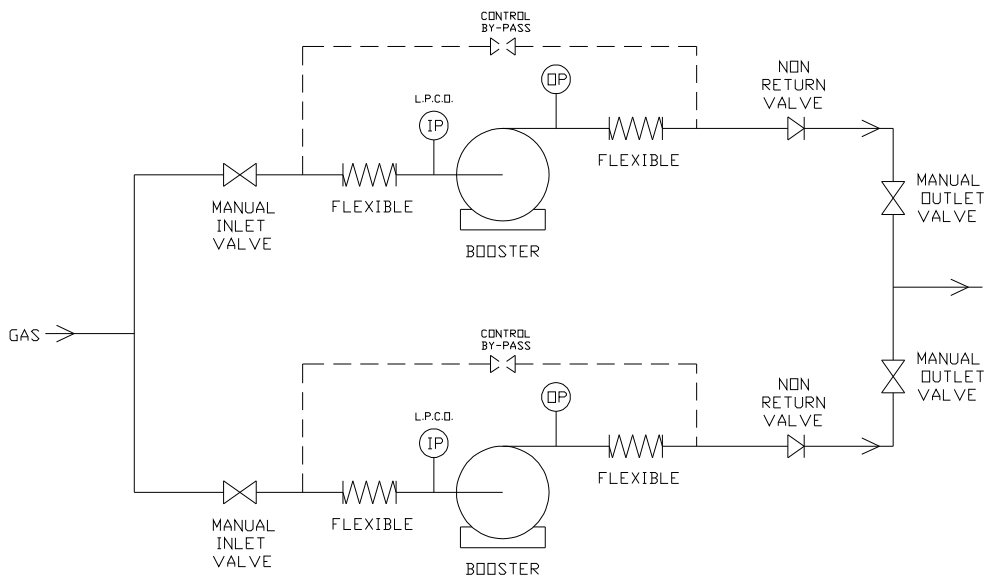 CONTROL
BY-PASS
OP
NON
RETURN
VALVE
L.P.C.O.
IP
FLEXIBLE
MANUAL
INLET
VALVE
FLEXIBLE
MANUAL
OUTLET
VALVE
BOOSTER
GAS
CONTROL
BY-PASS
OP
NON
RETURN
VALVE
MANUAL
OUTLET
VALVE
L.P.C.O.
IP
FLEXIBLE
MANUAL
INLET
VALVE
FLEXIBLE
BOOSTER